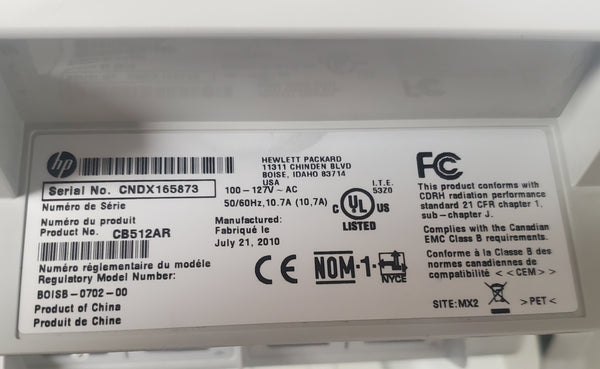 hp
HEWLETT PACKARD
11311 CHINDEN BLVD
BOISE, IDAHO 83714
USA
Serial No. CNDX165873
Numéro de Série
100-127V-AC
50/60Hz,10.7A (10,7A)
Numéro du produit
Product No. CB512AR
Manufactured:
Fabriqué le
July 21, 2010
Numéro réglementaire du modèle
Regulatory Model Number:
BOISB-0702-00
Product of China
Produit de China
I.T.E.
53Z0
C UL US
LISTED
CE NOM-1- NYCE
FC
This product conforms with
CDRH radiation performance
standard 21 CFR chapter 1,
sub-chapter J.
Complies with the Canadian
EMC Class B requirements.
Conforme à la Classe B des
normes canadiennes de
compatibilité <<CEM>>
SITE:MX2 >PET<